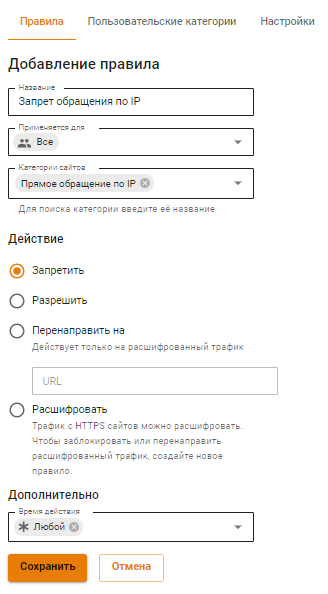 Правила Пользовательские категории Настройки
Добавление правила
Название
Запрет обращения по IP
Применяется для
Все
Категории сайтов
Прямое обращение по IP
Для поиска категории введите её название
Действие
Запретить
Разрешить
Перенаправить на
Действует только на расшифрованный трафик
URL
Расшифровать
Трафик с HTTPS сайтов можно расшифровать.
Чтобы заблокировать или перенаправить
расшифрованный трафик, создайте новое
правило.
Дополнительно
Время действия
Любой
Сохранить Отмена